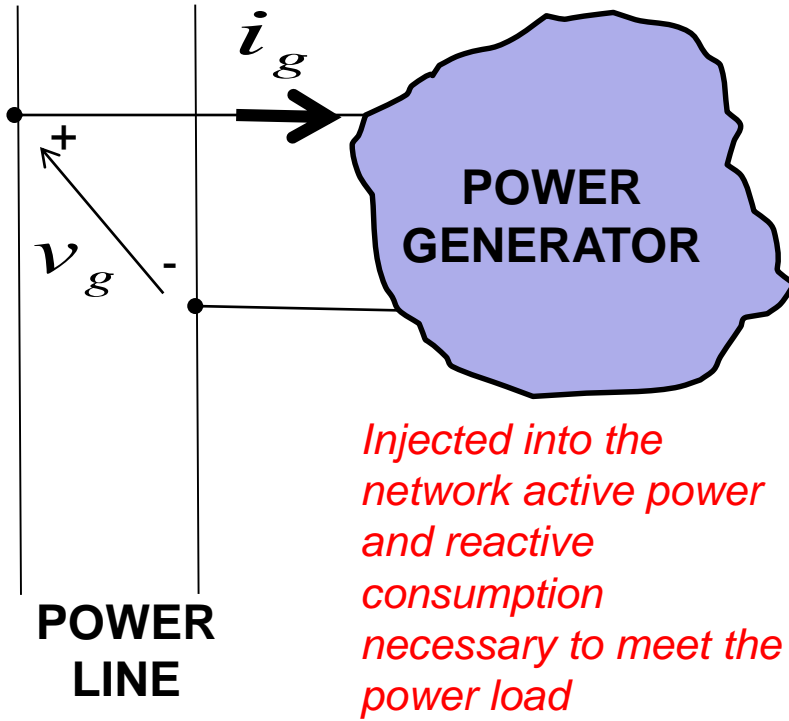 i g
+
v g
-
POWER
GENERATOR
Injected into the
network active power
and reactive
consumption
necessary to meet the
power load
POWER
LINE